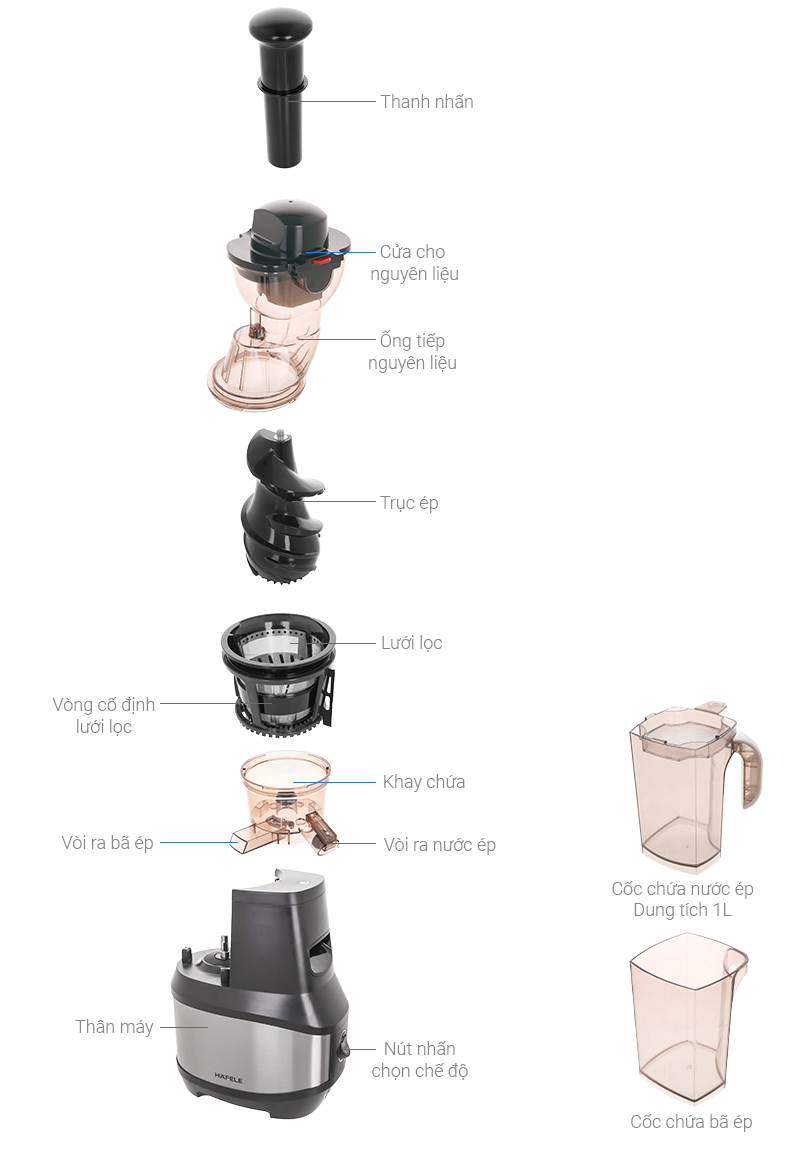 Thanh nhấn
Cửa cho
nguyên liệu
Ống tiếp
nguyên liệu
Trục ép
Lưới lọc
Vòng cố định
lưới lọc
Khay chứa
Vòi ra bã ép
Vòi ra nước ép
Cốc chứa nước ép
Dung tích 1L
Thân máy
Nút nhấn
chọn chế độ
HÄFELE
Cốc chứa bã ép